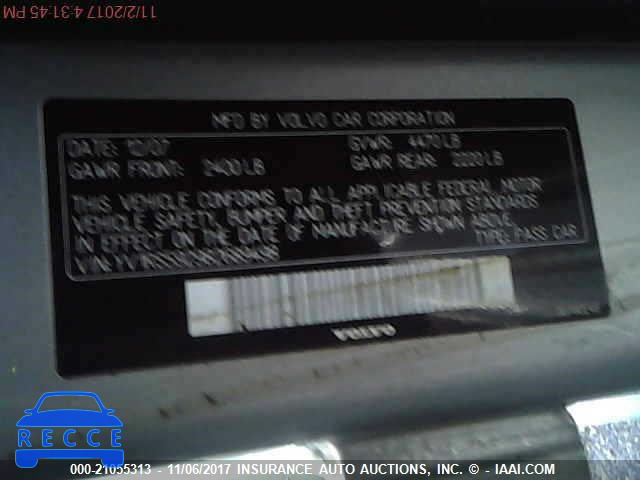 11/2/2017 4:31:45 PM
MFD BY VOLVO CAR CORPORATION
DATE: 10/07 GVWR: 4470 LB
GAWR FRONT: 2400 LB GAWR REAR: 2220 LB
THIS VEHICLE CONFORMS TO ALL APPLICABLE FEDERAL MOTOR
VEHICLE SAFETY, BUMPER AND THEFT PREVENTION STANDARDS
IN EFFECT ON THE DATE OF MANUFACTURE SHOWN ABOVE.
VIN: TYPE: PASS CAR
VOLVO
RECCE
000-21055313 - 11/06/2017 INSURANCE AUTO AUCTIONS, INC. - IAAI.COM